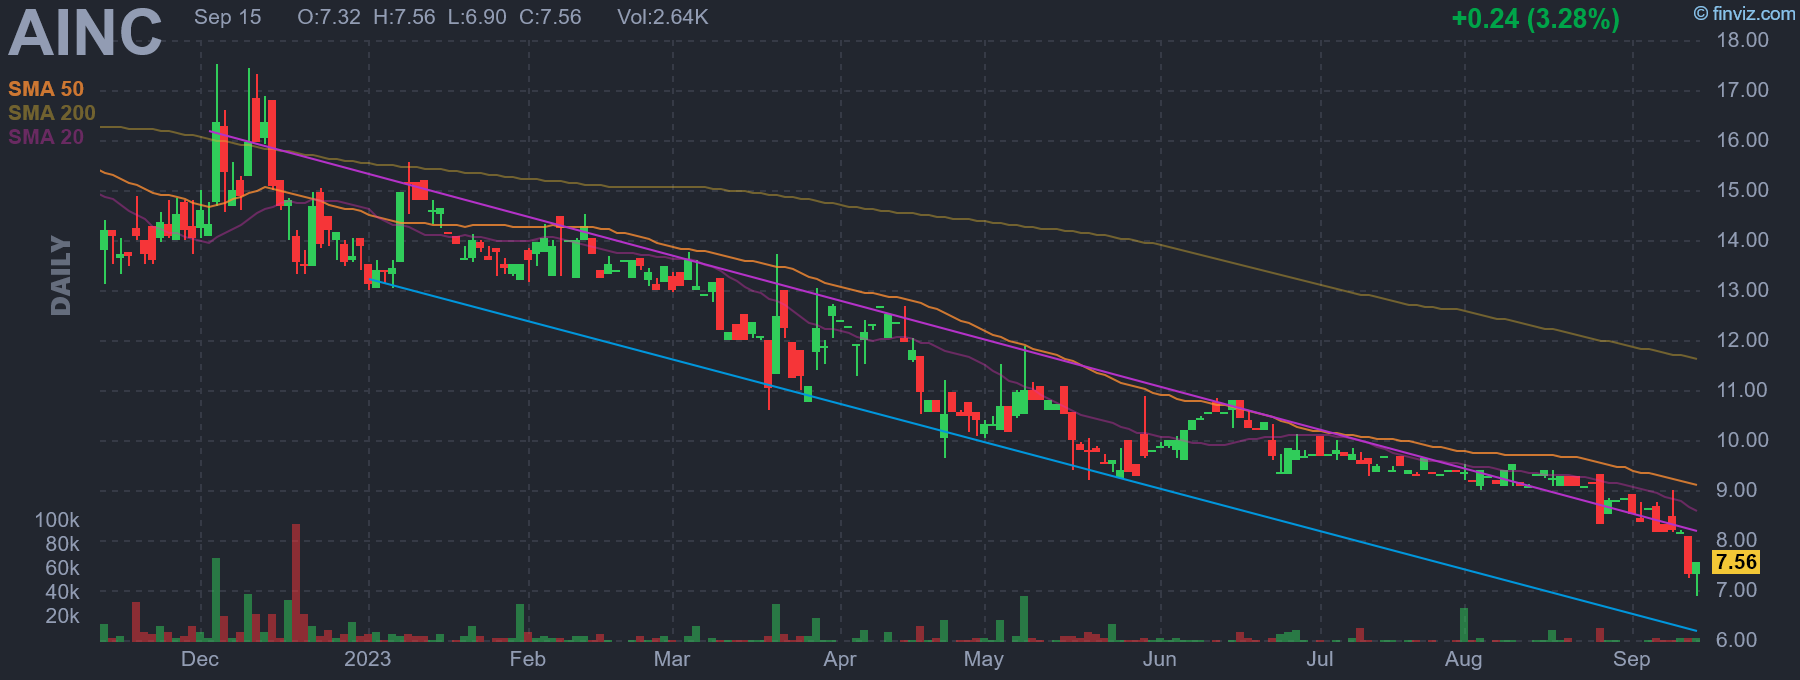 AINC Sep 15 O:7.32 H:7.56 L:6.90 C:7.56 Vol:2.64K +0.24 (3.28%) © finviz.com
SMA 50
SMA 200
SMA 20
DAILY
18.00
17.00
16.00
15.00
14.00
13.00
12.00
11.00
10.00
9.00
8.00
7.56
7.00
6.00
100k
80k
60k
40k
20k
Dec 2023 Feb Mar Apr May Jun Jul Aug Sep